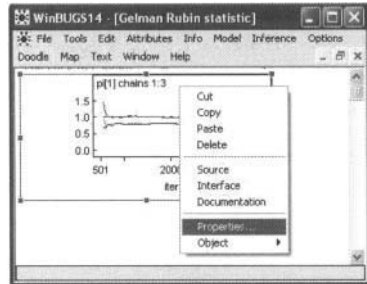 WinBUGS14 - [Gelman Rubin statistic]
File Tools Edit Attributes Info Model Inference Options
Doodle Map Text Window Help
pi[1] chains 1:3
1.5
1.0
0.5
0.0
501
2000
iter
Cut
Copy
Paste
Delete
Source
Interface
Documentation
Properties...
Object